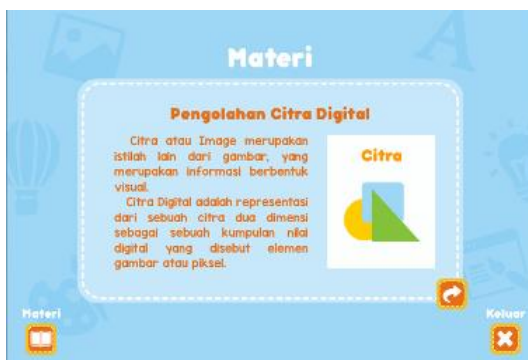 Materi
Pengolahan Citra Digital
Citra atau Image merupakan
istilah lain dari gambar, yang
merupakan informasi berbentuk
visual.
Citra Digital adalah representasi
dari sebuah citra dua dimensi
sebagai sebuah kumpulan nilai
digital yang disebut elemen
gambar atau piksel.
Citra
Materi
Keluar